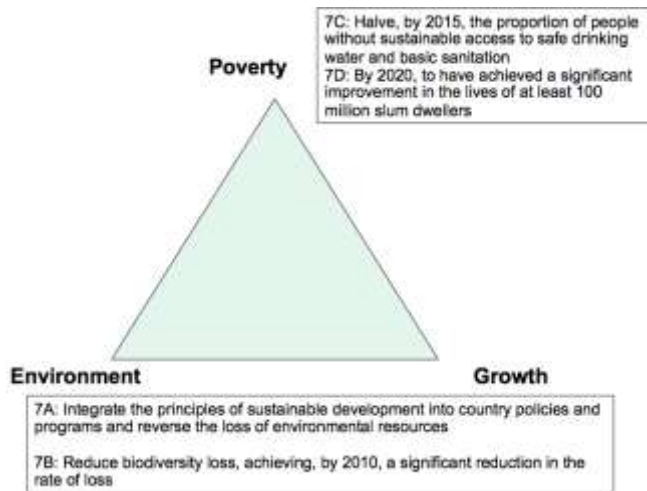 7C: Halve, by 2015, the proportion of people
without sustainable access to safe drinking
water and basic sanitation
7D: By 2020, to have achieved a significant
improvement in the lives of at least 100
million slum dwellers
Poverty
Environment
Growth
7A: Integrate the principles of sustainable development into country policies and
programs and reverse the loss of environmental resources
7B: Reduce biodiversity loss, achieving, by 2010, a significant reduction in the
rate of loss